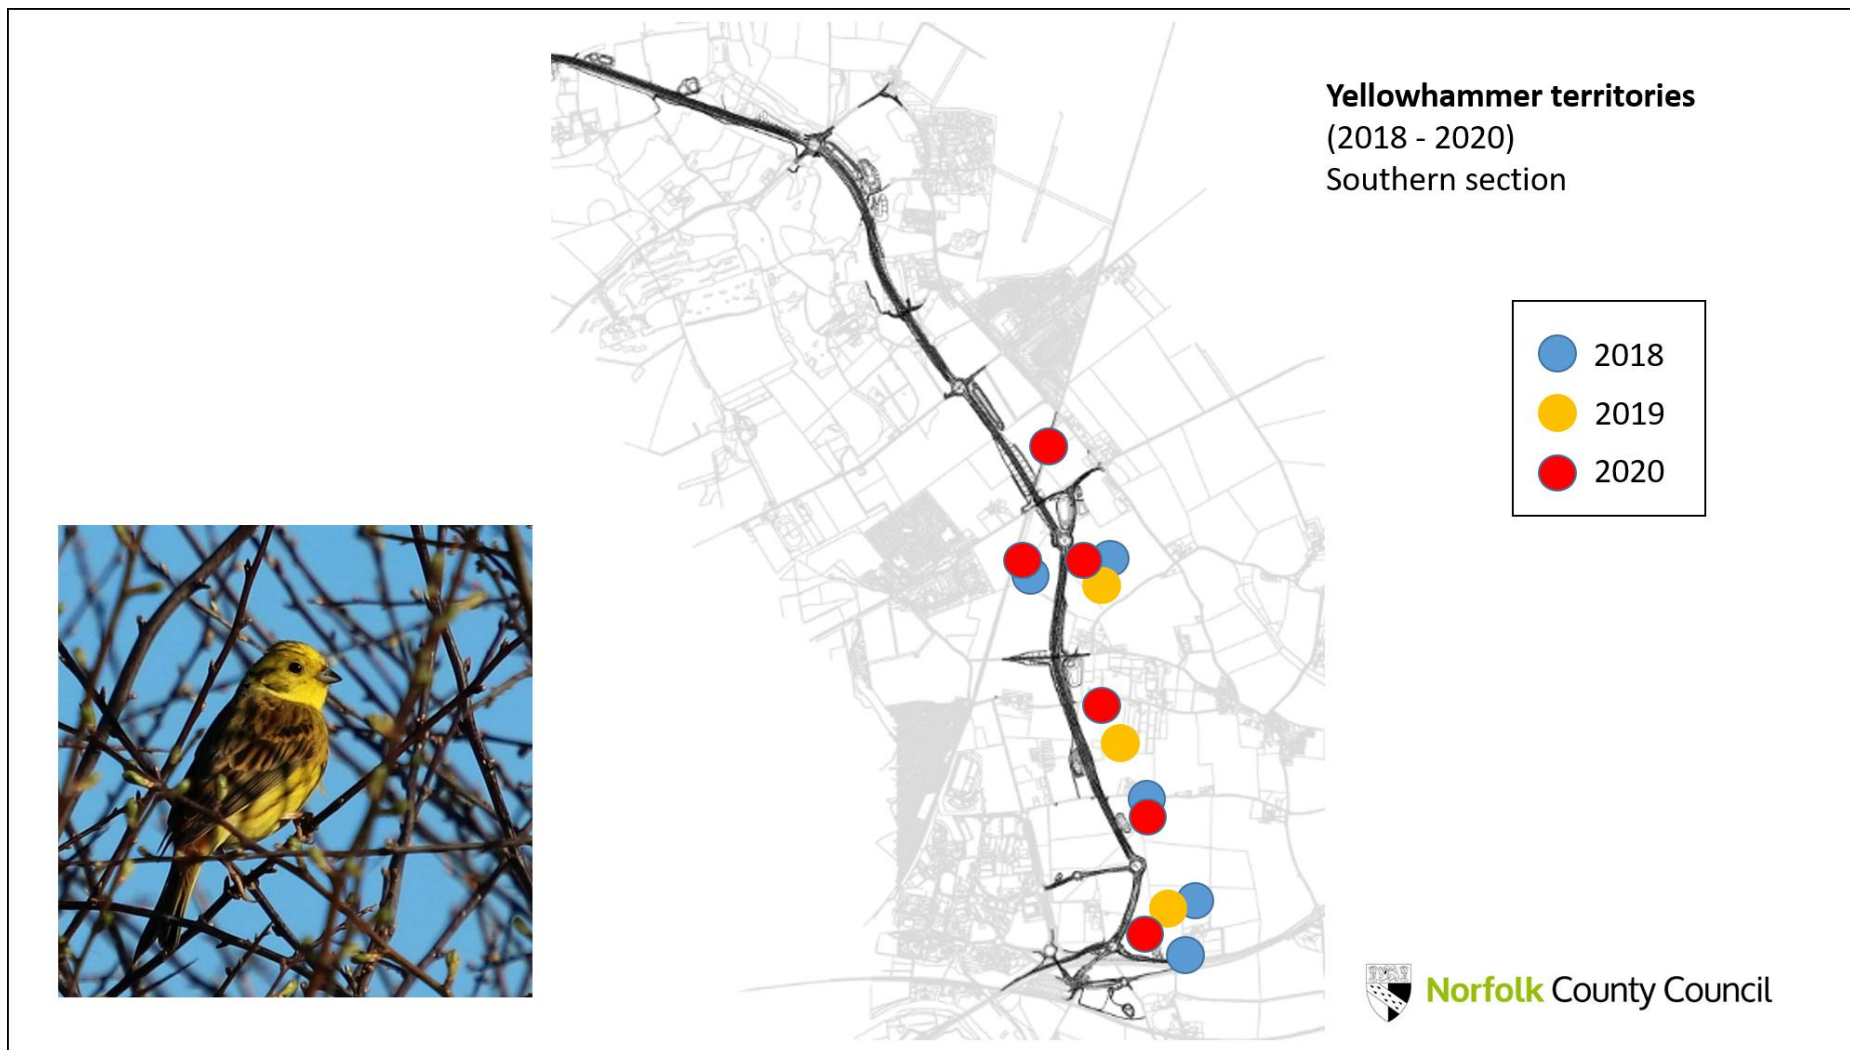 Yellowhammer territories
(2018 - 2020)
Southern section
2018
2019
2020
Norfolk County Council